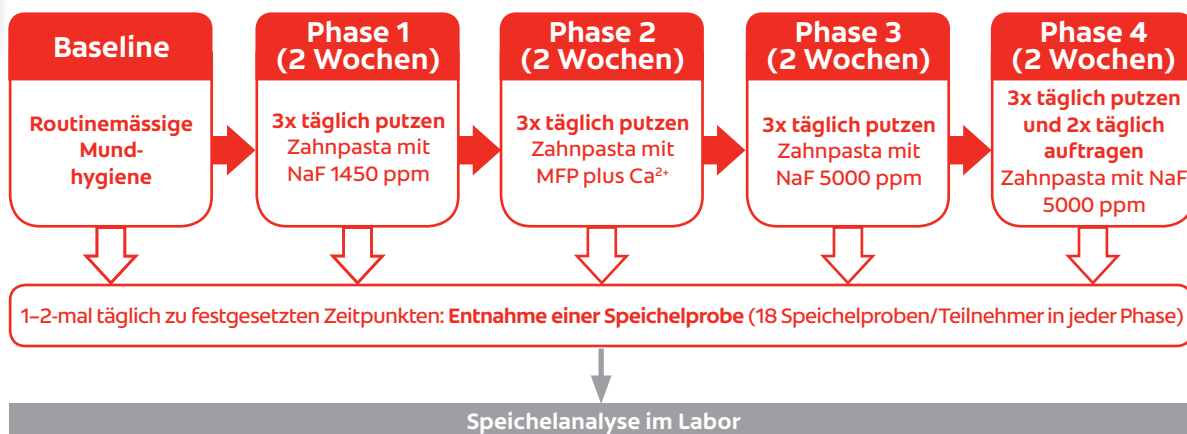 Baseline
Routinemässige
Mund-
hygiene
Phase 1
(2 Wochen)
3x täglich putzen
Zahnpasta mit
NaF 1450 ppm
Phase 2
(2 Wochen)
3x täglich putzen
Zahnpasta mit
MFP plus Ca²⁺
Phase 3
(2 Wochen)
3x täglich putzen
Zahnpasta mit
NaF 5000 ppm
Phase 4
(2 Wochen)
3x täglich putzen
und 2x täglich
auftragen
Zahnpasta mit NaF
5000 ppm
1–2-mal täglich zu festgesetzten Zeitpunkten: Entnahme einer Speichelprobe (18 Speichelproben/Teilnehmer in jeder Phase)
Speichelanalyse im Labor